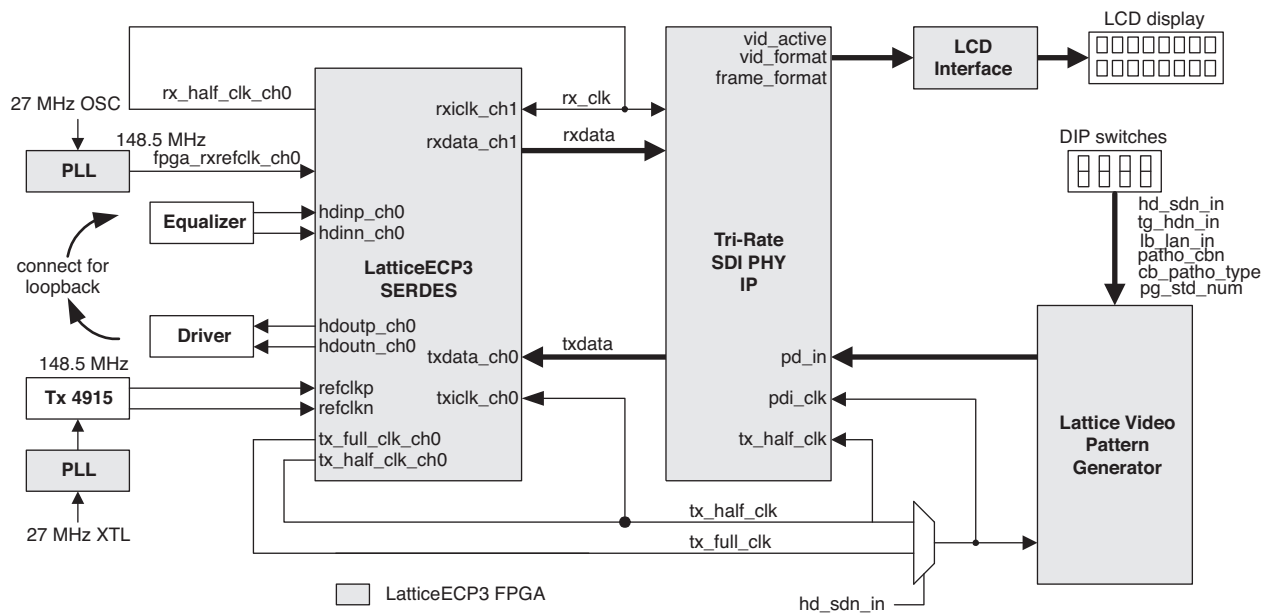 LCD display
vid_active
vid_format
frame_format
LCD
Interface
rx_half_clk_ch0
27 MHz OSC
148.5 MHz
fpga_rxrefclk_ch0
PLL
rxiclk_ch1
rx_clk
rxdata_ch1
rxdata
DIP switches
hd_sdn_in
tg_hdn_in
lb_lan_in
patho_cbn
cb_patho_type
pg_std_num
Equalizer
hdinp_ch0
hdinn_ch0
connect for
loopback
LatticeECP3
SERDES
Tri-Rate
SDI PHY
IP
Driver
hdoutp_ch0
hdoutn_ch0
txdata_ch0
txdata
pd_in
148.5 MHz
Tx 4915
refclkp
refclkn
txiclk_ch0
pdi_clk
tx_full_clk_ch0
tx_half_clk_ch0
tx_half_clk
Lattice Video
Pattern
Generator
PLL
27 MHz XTL
tx_half_clk
tx_full_clk
LatticeECP3 FPGA
hd_sdn_in